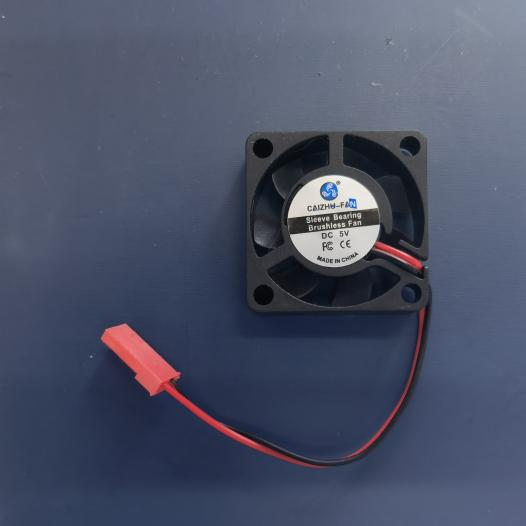 ®
CAIZHU-FAN
Sleeve Bearing
Brushless Fan
DC 5V
FC CE
MADE IN CHINA